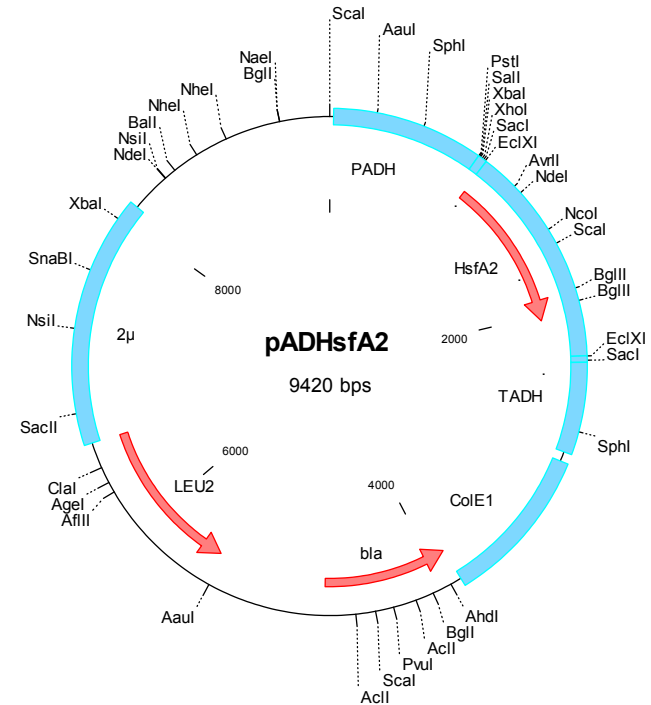 ScaI
AauI
SphI
PstI
SalI
XbaI
XhoI
SacI
EclXI
AvrII
NdeI
NcoI
ScaI
BglII
BglII
EclXI
SacI
SphI
AhdI
BglI
AclI
PvuI
ScaI
AclI
AauI
AflII
AgeI
ClaI
SacII
NsiI
SnaBI
XbaI
NdeI
NsiI
BalI
NheI
NheI
BglI
NaeI
PADH
HsfA2
TADH
ColE1
bla
LEU2
2µ
8000
2000
4000
6000
pADHsfA2
9420 bps